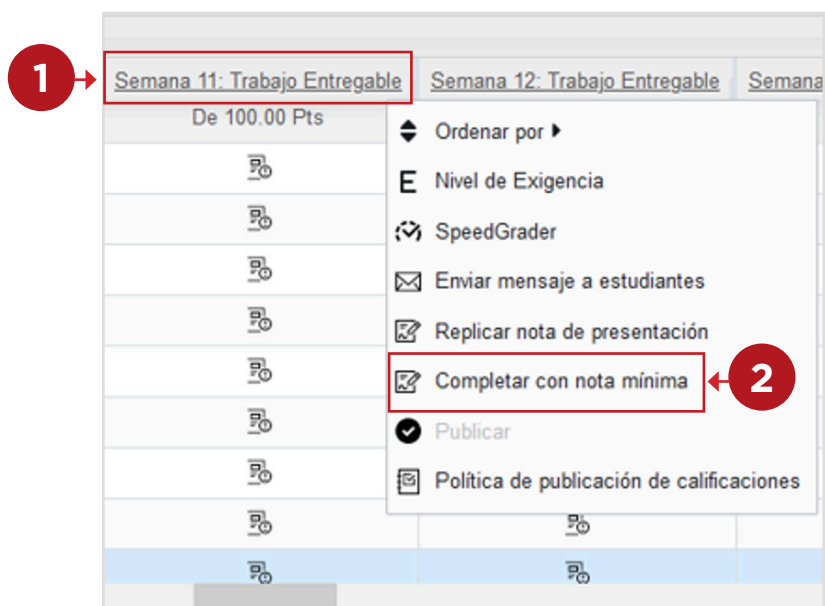 1
Semana 11: Trabajo Entregable
Semana 12: Trabajo Entregable
Semana
De 100.00 Pts
Ordenar por
E Nivel de Exigencia
SpeedGrader
Enviar mensaje a estudiantes
Replicar nota de presentación
Completar con nota mínima
2
Publicar
Política de publicación de calificaciones